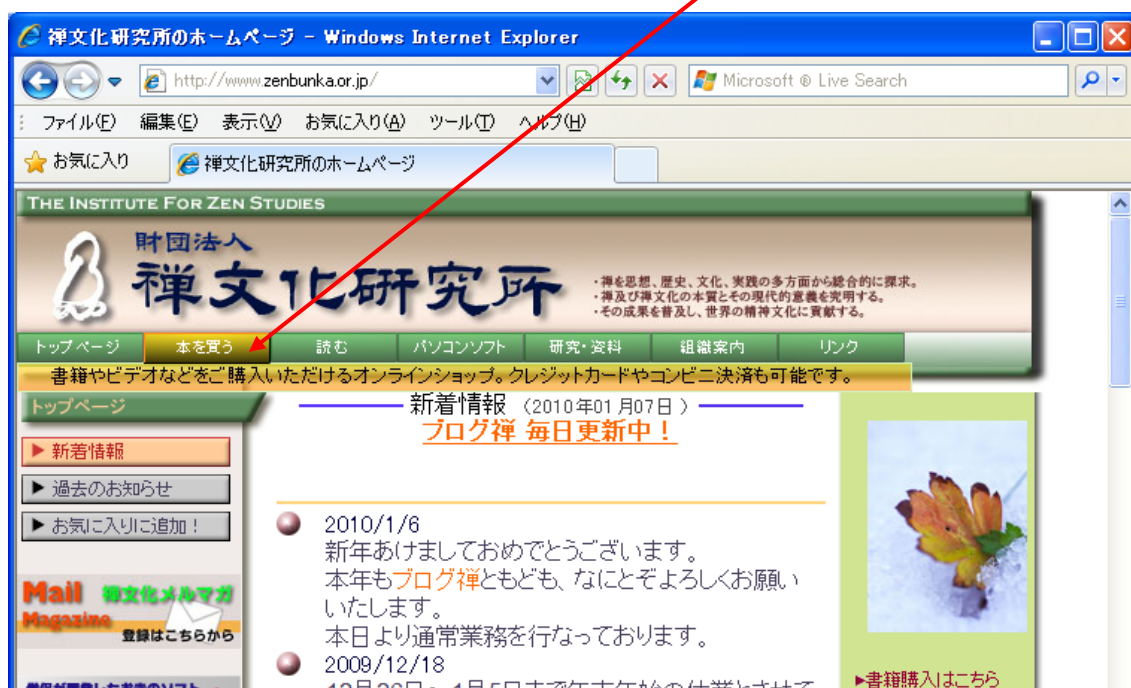 禅文化研究所のホームページ - Windows Internet Explorer
http://www.zenbunka.or.jp/
Microsoft ® Live Search
ファイル(F) 編集(E) 表示(V) お気に入り(A) ツール(T) ヘルプ(H)
お気に入り 禅文化研究所のホームページ
THE INSTITUTE FOR ZEN STUDIES
財団法人
禅文化研究所
・禅を思想、歴史、文化、実践の多方面から総合的に探求。
・禅及び禅文化の本質とその現代的意義を究明する。
・その成果を普及し、世界の精神文化に貢献する。
トップページ 本を買う 読む パソコンソフト 研究・資料 組織案内 リンク
書籍やビデオなどをご購入いただけるオンラインショップ。クレジットカードやコンビニ決済も可能です。
トップページ
▶ 新着情報
▶ 過去のお知らせ
▶ お気に入りに追加！
Mail 禅文化メルマガ
Magazine
登録はこちらから
新着情報 （2010年01月07日 ）
ブログ禅 毎日更新中！
2010/1/6
新年あけましておめでとうございます。
本年もブログ禅ともども、なにとぞよろしくお願い
いたします。
本日より通常業務を行なっております。
2009/12/18
▶書籍購入はこちら